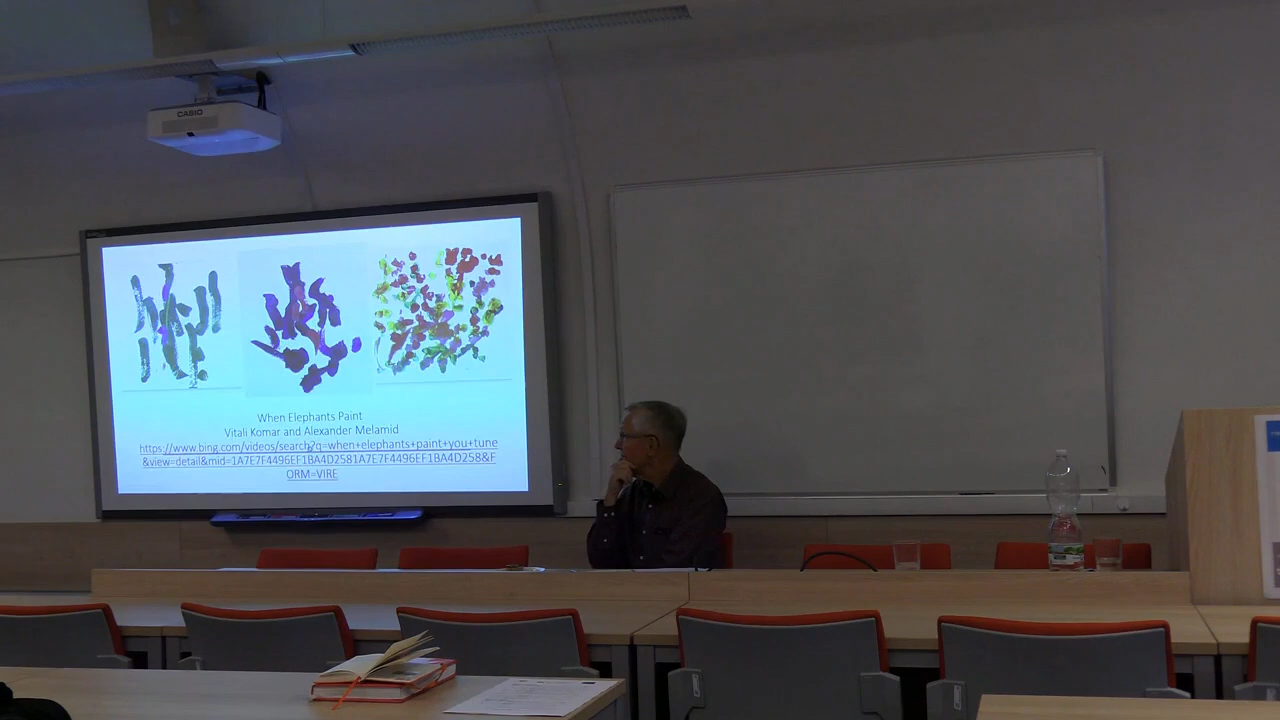 CASIO
When Elephants Paint
Vitali Komar and Alexander Melamid
https://www.bing.com/videos/search?q=when+elephants+paint+you+tune
&view=detail&mid=1A7E7F4496EF1BA4D2581A7E7F4496EF1BA4D258&F
ORM=VIRE